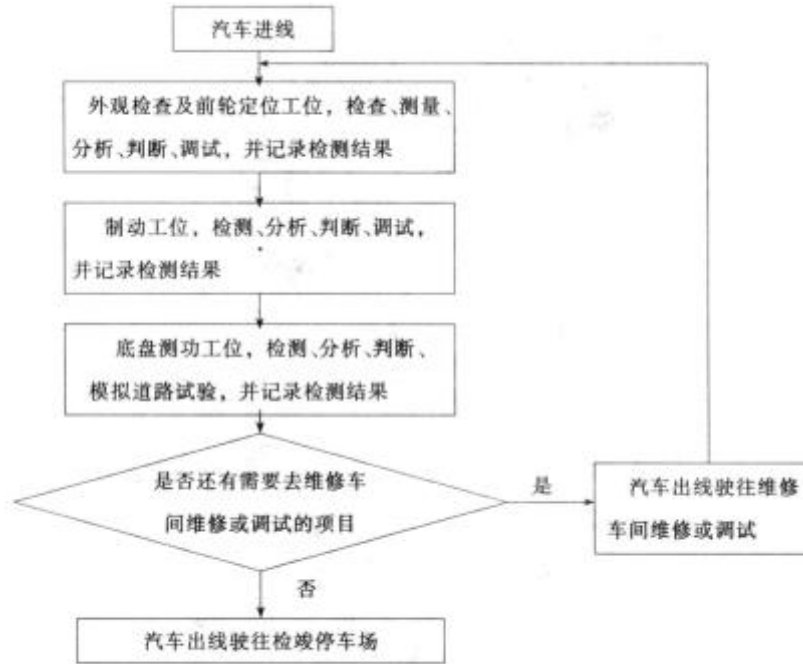 汽车进线
外观检查及前轮定位工位，检查、测量、
分析、判断、调试，并记录检测结果
制动工位，检测、分析、判断、调试，
并记录检测结果
底盘测功工位，检测、分析、判断、
模拟道路试验，并记录检测结果
是否还有需要去维修车
间维修或调试的项目
是
汽车出线驶往维修
车间维修或调试
否
汽车出线驶往检竣停车场